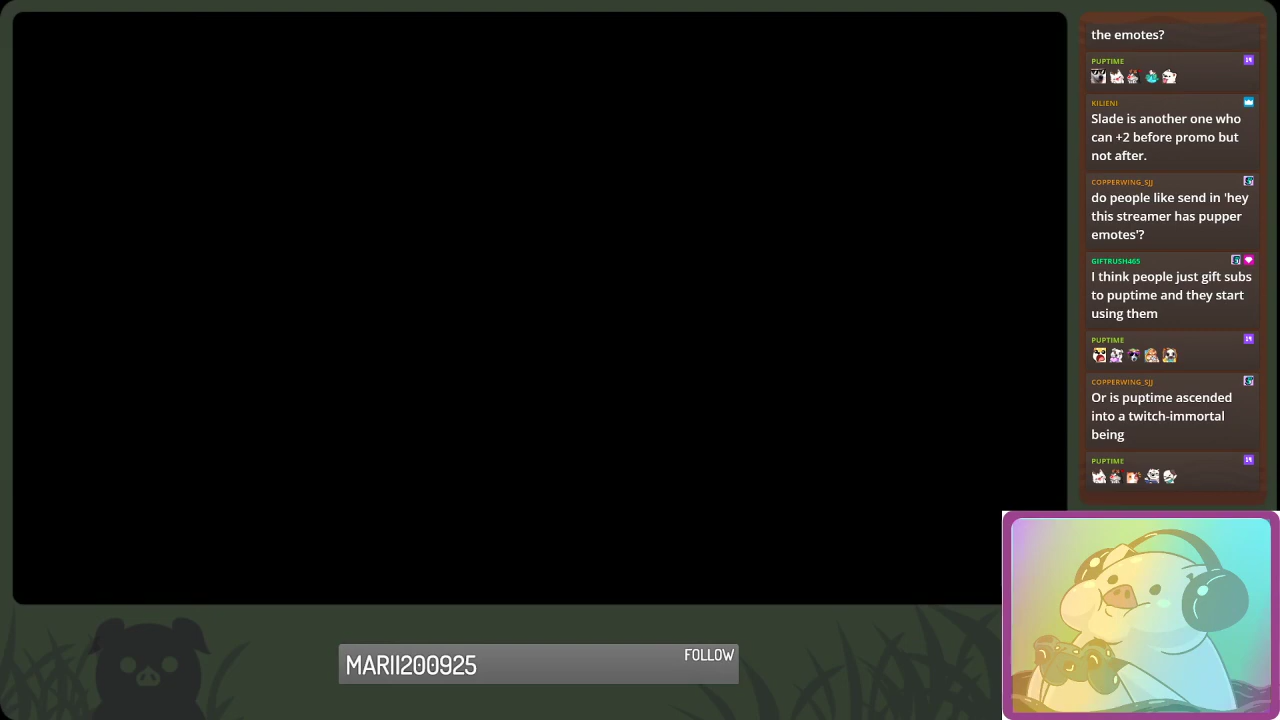 the emotes?
PUPTIME
KILIENI
Slade is another one who
can +2 before promo but
not after.
COPPERWING_SJJ
do people like send in 'hey
this streamer has pupper
emotes'?
GIFTRUSH465
I think people just gift subs
to puptime and they start
using them
PUPTIME
COPPERWING_SJJ
Or is puptime ascended
into a twitch-immortal
being
PUPTIME
MARII200925
FOLLOW